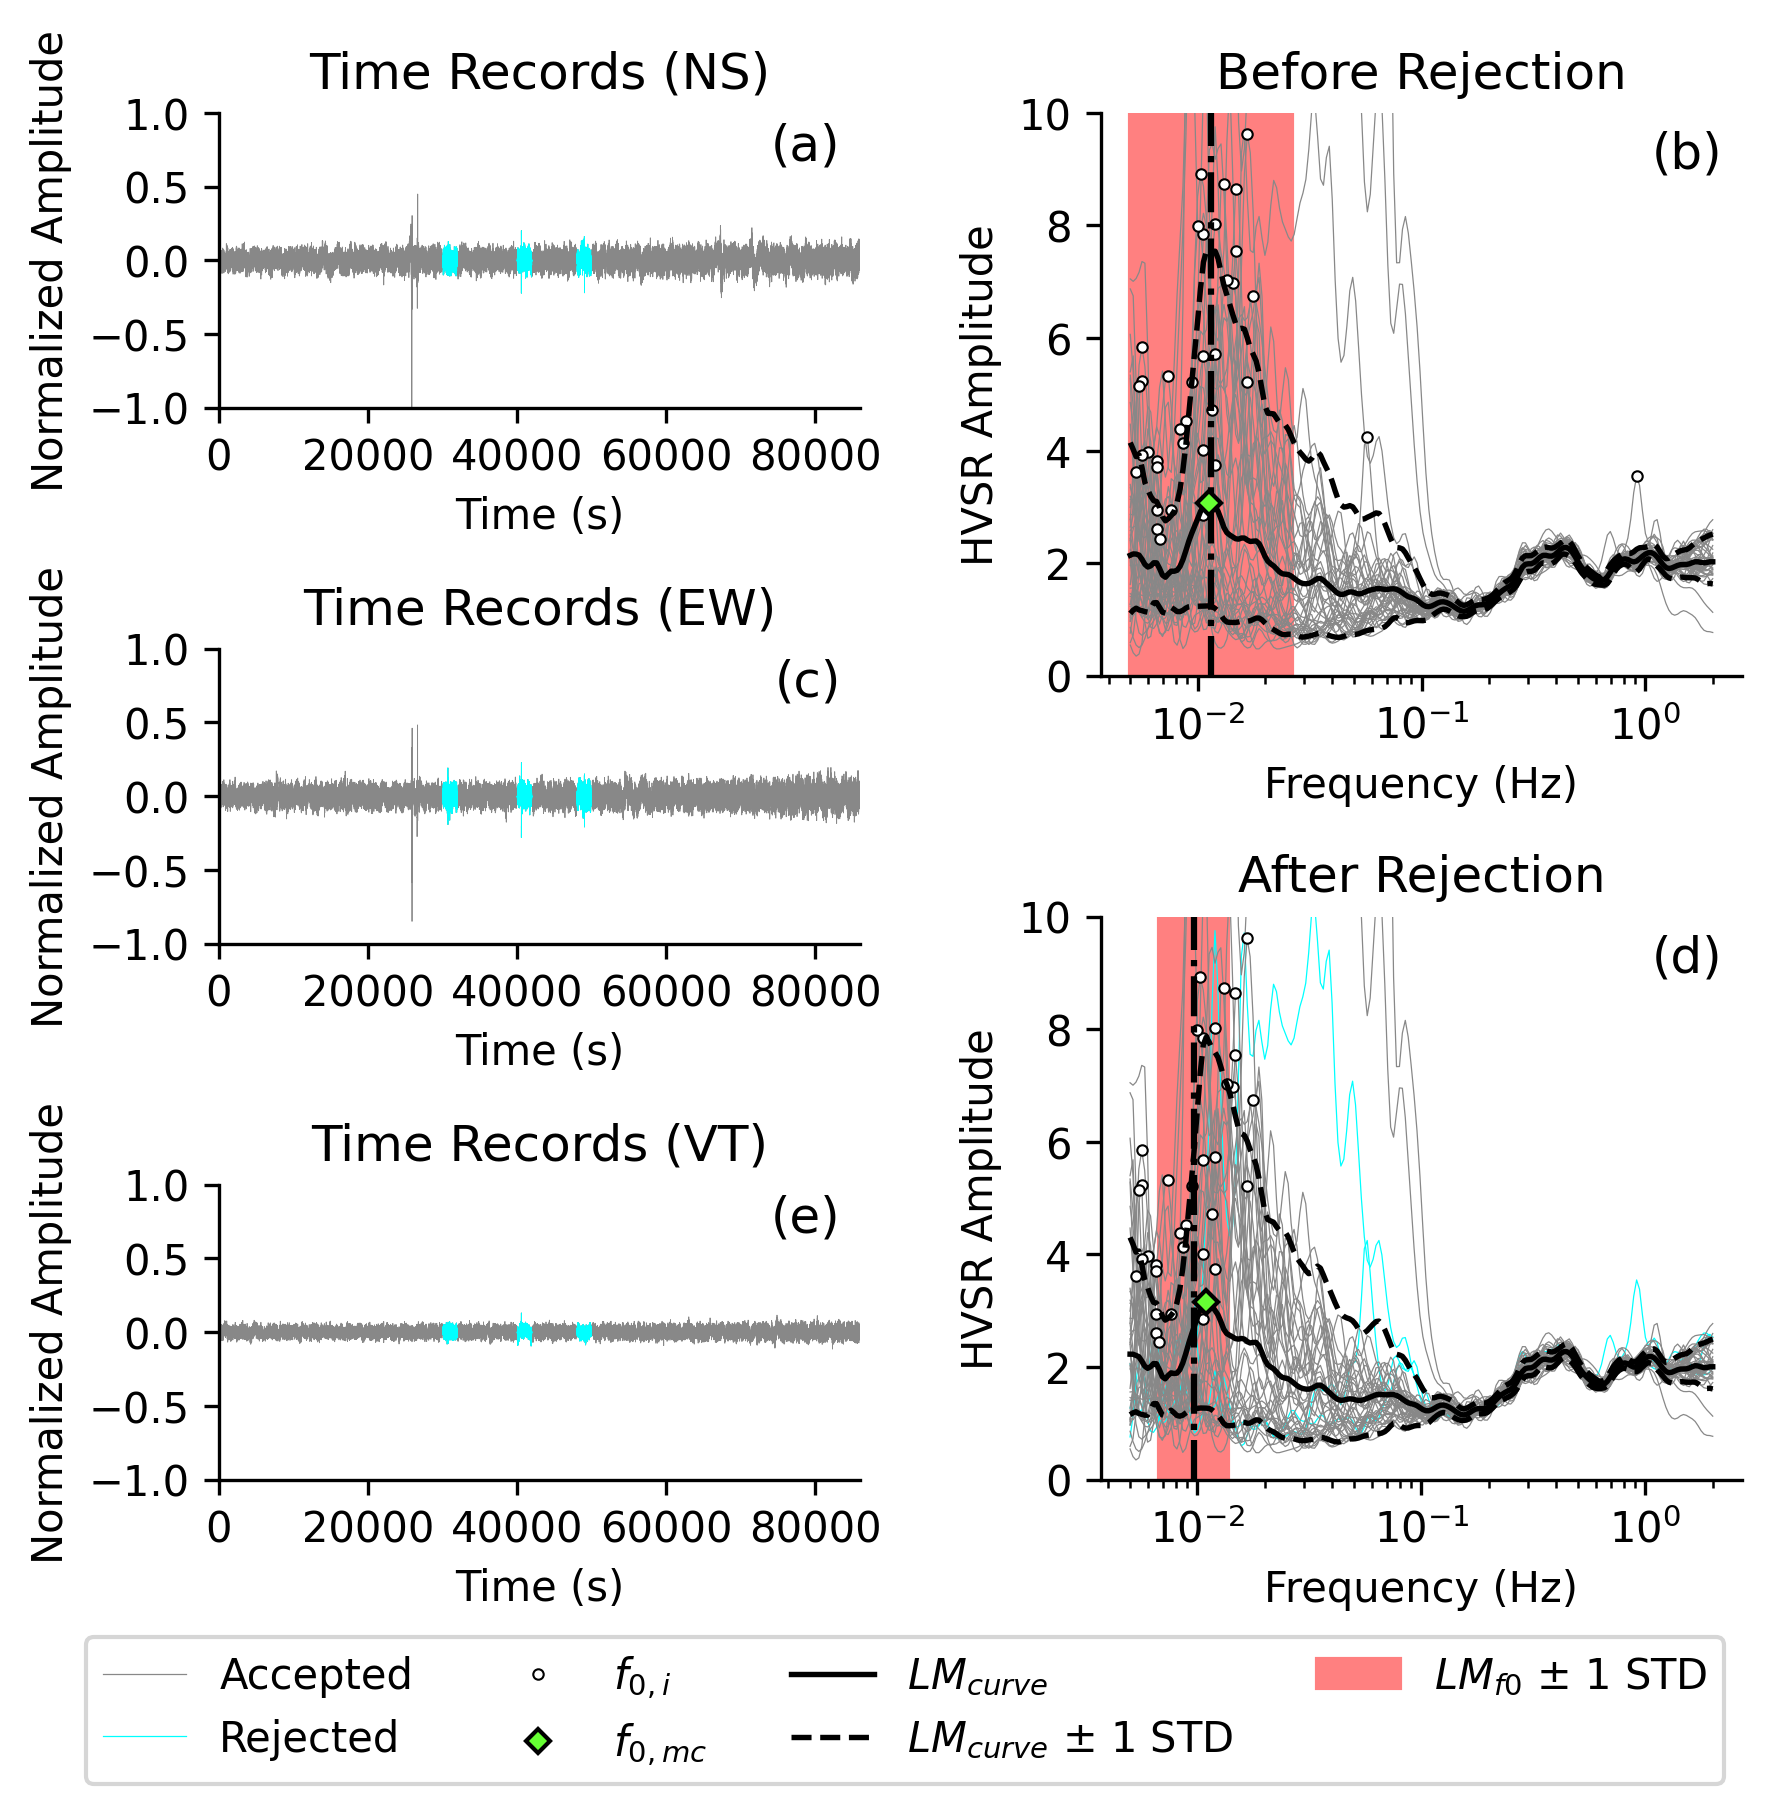 Time Records (NS)
(a)
Normalized Amplitude
1.0
0.5
0.0
−0.5
−1.0
0 20000 40000 60000 80000
Time (s)
Before Rejection
(b)
HVSR Amplitude
10
8
6
4
2
0
10⁻² 10⁻¹ 10⁰
Frequency (Hz)
Time Records (EW)
(c)
Normalized Amplitude
1.0
0.5
0.0
−0.5
−1.0
0 20000 40000 60000 80000
Time (s)
After Rejection
(d)
HVSR Amplitude
10
8
6
4
2
0
10⁻² 10⁻¹ 10⁰
Frequency (Hz)
Time Records (VT)
(e)
Normalized Amplitude
1.0
0.5
0.0
−0.5
−1.0
0 20000 40000 60000 80000
Time (s)
Accepted
Rejected
f0,i
f0,mc
LMcurve
LMcurve ± 1 STD
LMf0 ± 1 STD